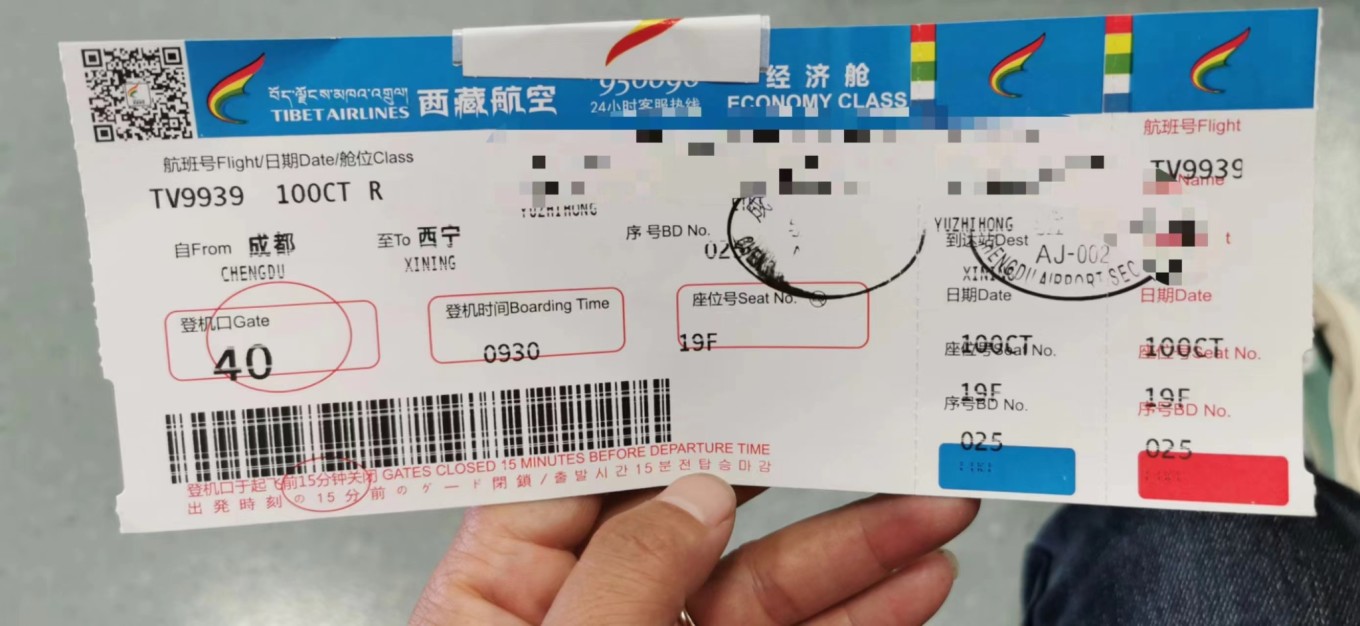 བོད་ལྗོངས་མཁའ་འགྲུལ།
TIBET AIRLINES
西藏航空
24小时客服热线
经济舱
ECONOMY CLASS
航班号Flight/日期Date/舱位Class
TV9939 10OCT R
YUZHIHONG
自From 成都
CHENGDU
至To 西宁
XINING
序号BD No.
登机口Gate
40
登机时间Boarding Time
0930
座位号Seat No.
19F
登机口于起飞前15分钟关闭 GATES CLOSED 15 MINUTES BEFORE DEPARTURE TIME
出発時刻の15分前のゲード閉鎖/出발시간15분전탑승마감
YUZHIHONG
到达站Dest
AJ-002
CHENGDU AIRPORT SEC
XINING
日期Date
10OCT
座位号Seat No.
19F
序号BD No.
025
航班号Flight
TV9939
Name
t
日期Date
10OCT
座位号Seat No.
19F
序号BD No.
025